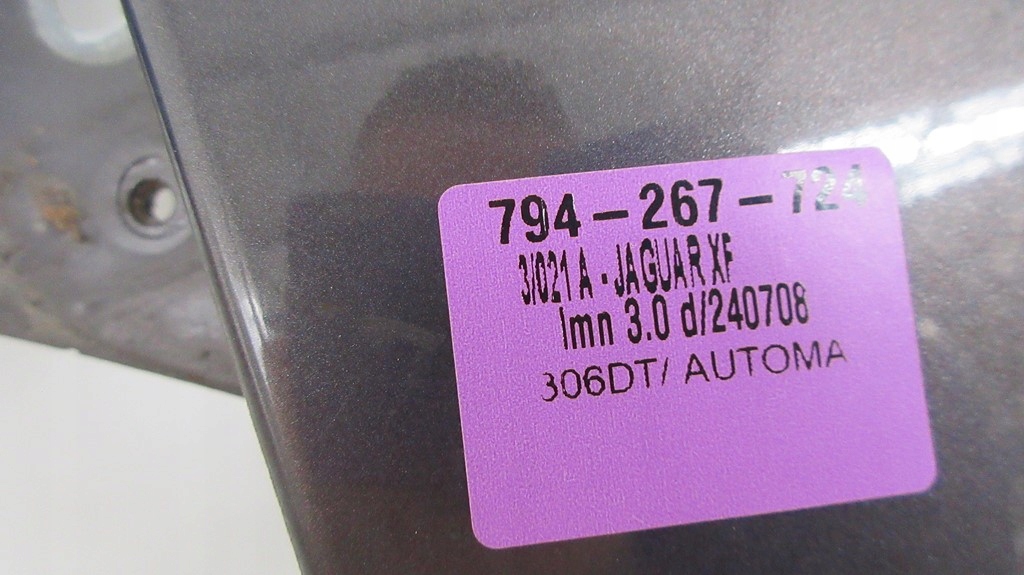 794-267-724
3/021 A - JAGUAR XF
lmn 3.0 d/240708
306DT/ AUTOMA